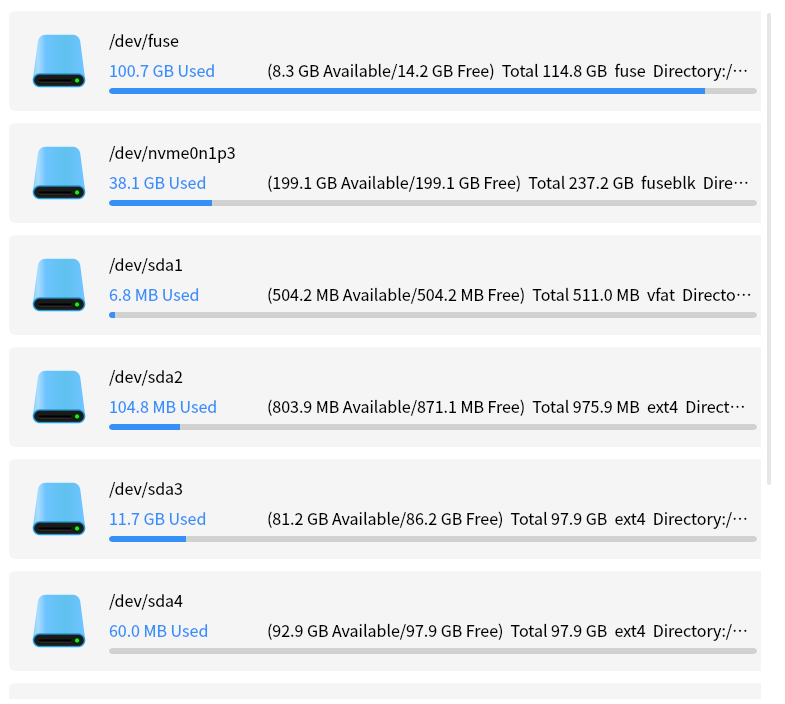 /dev/fuse
100.7 GB Used (8.3 GB Available/14.2 GB Free) Total 114.8 GB fuse Directory:/⋯
/dev/nvme0n1p3
38.1 GB Used (199.1 GB Available/199.1 GB Free) Total 237.2 GB fuseblk Dire⋯
/dev/sda1
6.8 MB Used (504.2 MB Available/504.2 MB Free) Total 511.0 MB vfat Directo⋯
/dev/sda2
104.8 MB Used (803.9 MB Available/871.1 MB Free) Total 975.9 MB ext4 Direct⋯
/dev/sda3
11.7 GB Used (81.2 GB Available/86.2 GB Free) Total 97.9 GB ext4 Directory:/⋯
/dev/sda4
60.0 MB Used (92.9 GB Available/97.9 GB Free) Total 97.9 GB ext4 Directory:/⋯